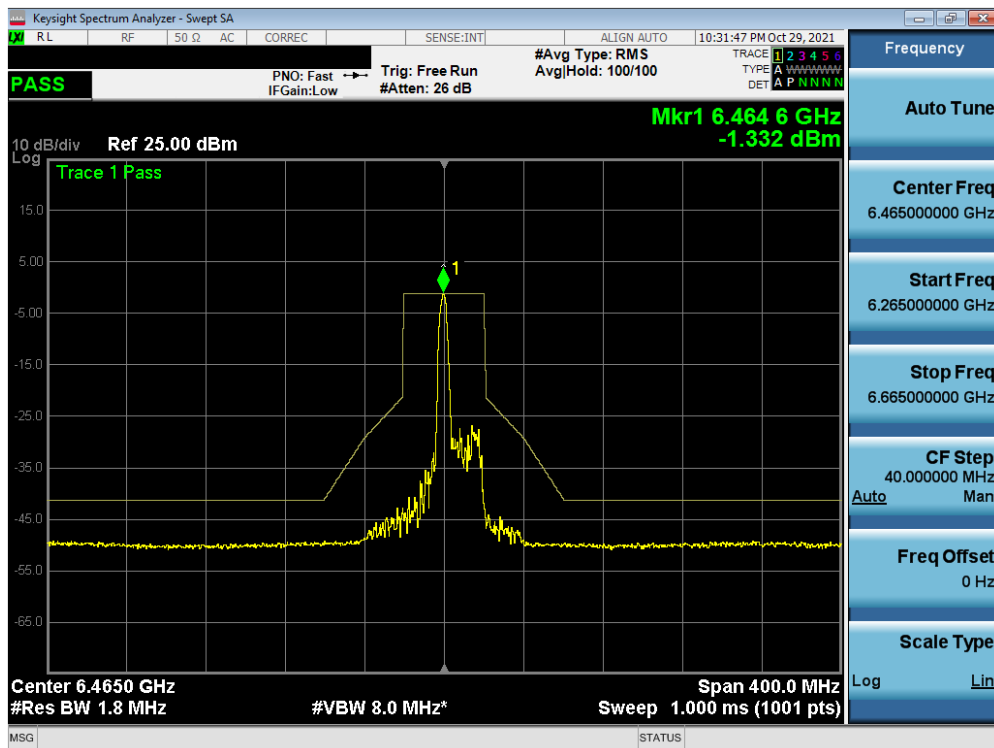 Keysight Spectrum Analyzer - Swept SA
LXI RL RF 50 Ω AC CORREC SENSE:INT ALIGN AUTO 10:31:47 PM Oct 29, 2021
PASS
PNO: Fast
IFGain:Low
Trig: Free Run
#Atten: 26 dB
#Avg Type: RMS
Avg|Hold: 100/100
TRACE 1 2 3 4 5 6
TYPE A WWWWW
DET A P N N N N
Mkr1 6.464 6 GHz
-1.332 dBm
10 dB/div
Log
Ref 25.00 dBm
Trace 1 Pass
1
15.0
5.00
-5.00
-15.0
-25.0
-35.0
-45.0
-55.0
-65.0
Center 6.4650 GHz
Span 400.0 MHz
#Res BW 1.8 MHz
#VBW 8.0 MHz*
Sweep 1.000 ms (1001 pts)
MSG
STATUS
Frequency
Auto Tune
Center Freq
6.465000000 GHz
Start Freq
6.265000000 GHz
Stop Freq
6.665000000 GHz
CF Step
40.000000 MHz
Auto Man
Freq Offset
0 Hz
Scale Type
Log Lin